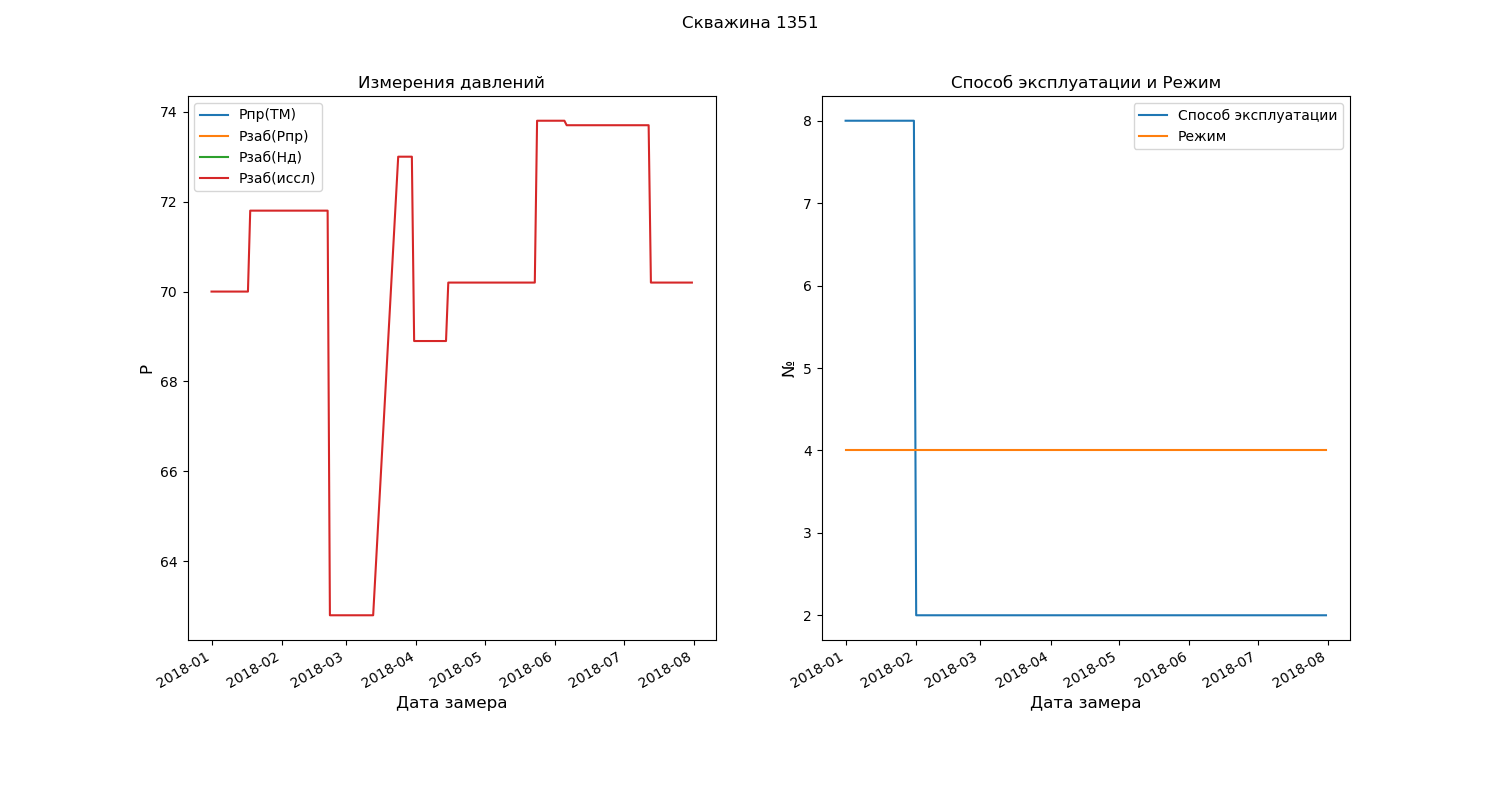 Скважина 1351
Измерения давлений
Рпр(ТМ)
Рзаб(Рпр)
Рзаб(Нд)
Рзаб(иссл)
74
72
70
68
66
64
Р
2018-01
2018-02
2018-03
2018-04
2018-05
2018-06
2018-07
2018-08
Дата замера
Способ эксплуатации и Режим
Способ эксплуатации
Режим
8
7
6
5
4
3
2
№
2018-01
2018-02
2018-03
2018-04
2018-05
2018-06
2018-07
2018-08
Дата замера